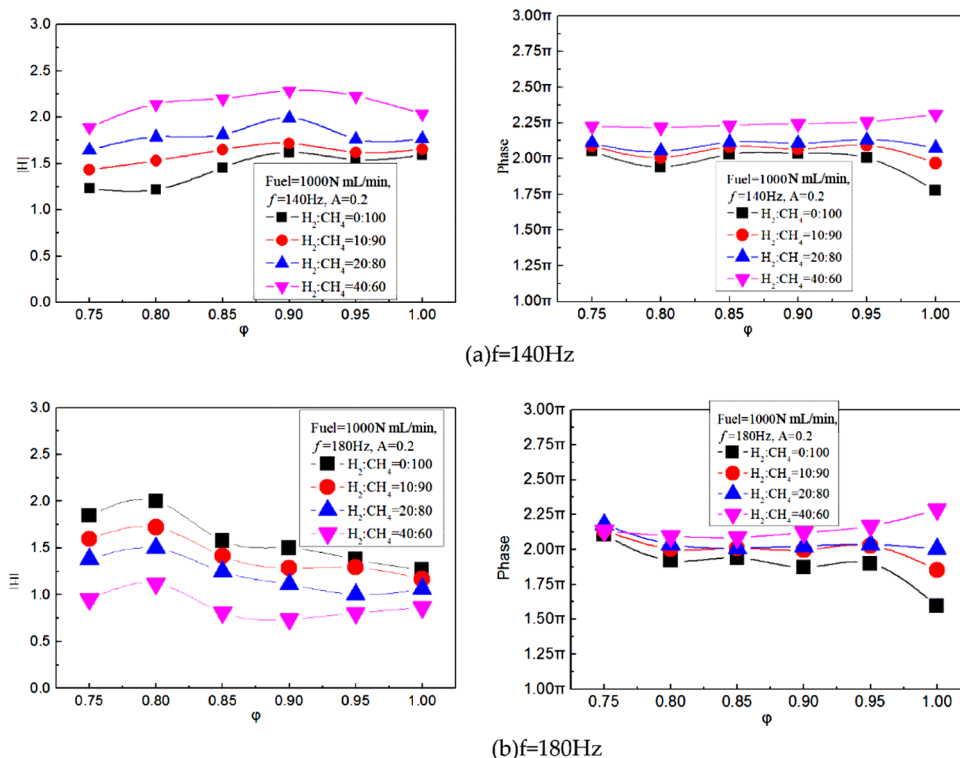 3.0
2.5
2.0
1.5
1.0
0.5
0.0
|H|
Fuel=1000N mL/min,
f=140Hz, A=0.2
H2:CH4=0:100
H2:CH4=10:90
H2:CH4=20:80
H2:CH4=40:60
0.75 0.80 0.85 0.90 0.95 1.00
φ
3.00π
2.75π
2.50π
2.25π
2.00π
1.75π
1.50π
1.25π
1.00π
Phase
Fuel=1000N mL/min,
f=140Hz, A=0.2
H2:CH4=0:100
H2:CH4=10:90
H2:CH4=20:80
H2:CH4=40:60
0.75 0.80 0.85 0.90 0.95 1.00
φ
(a)f=140Hz
3.0
2.5
2.0
1.5
1.0
0.5
0.0
|H|
Fuel=1000N mL/min,
f=180Hz, A=0.2
H2:CH4=0:100
H2:CH4=10:90
H2:CH4=20:80
H2:CH4=40:60
0.75 0.80 0.85 0.90 0.95 1.00
φ
3.00π
2.75π
2.50π
2.25π
2.00π
1.75π
1.50π
1.25π
1.00π
Phase
Fuel=1000N mL/min,
f=180Hz, A=0.2
H2:CH4=0:100
H2:CH4=10:90
H2:CH4=20:80
H2:CH4=40:60
0.75 0.80 0.85 0.90 0.95 1.00
φ
(b)f=180Hz